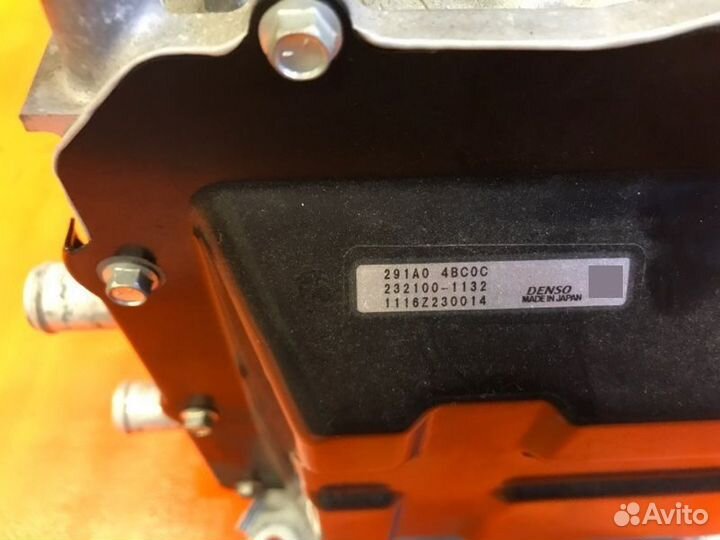 291A0 4BC0C
232100-1132
1116Z230014
DENSO
MADE IN JAPAN
Avito